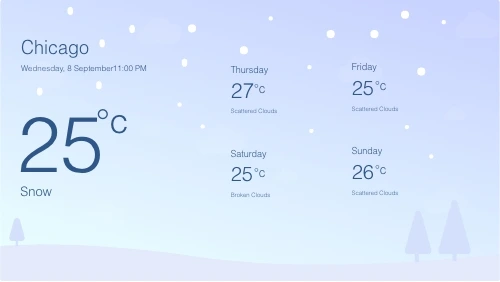 Chicago
Wednesday, 8 September11:00 PM
25°C
Snow
Thursday
27°C
Scattered Clouds
Friday
25°C
Scattered Clouds
Saturday
25°C
Broken Clouds
Sunday
26°C
Scattered Clouds